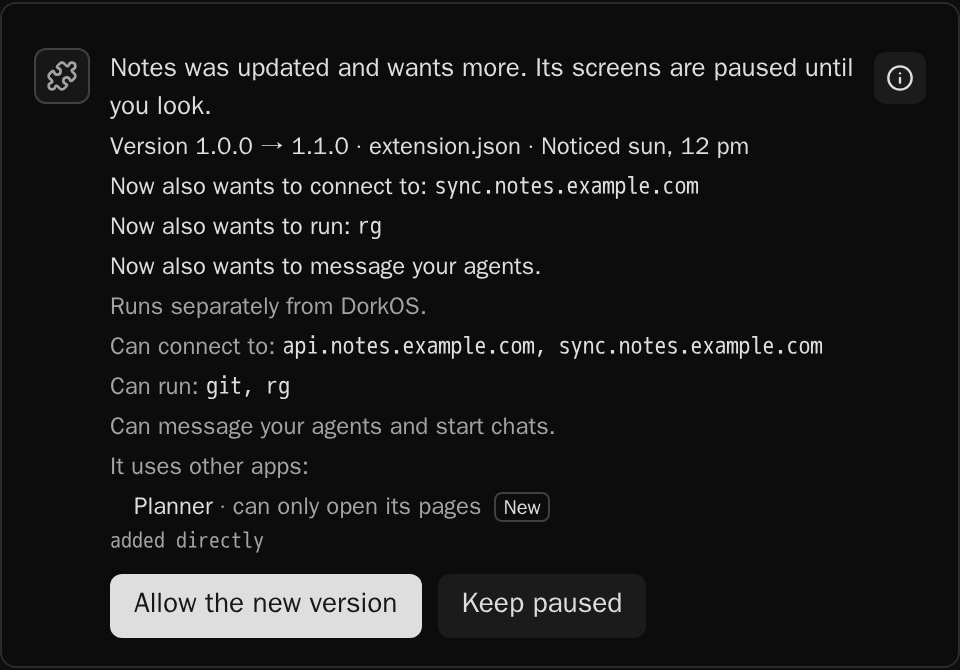 Notes was updated and wants more. Its screens are paused until
you look.
Version 1.0.0 → 1.1.0 · extension.json · Noticed sun, 12 pm
Now also wants to connect to: sync.notes.example.com
Now also wants to run: rg
Now also wants to message your agents.
Runs separately from DorkOS.
Can connect to: api.notes.example.com, sync.notes.example.com
Can run: git, rg
Can message your agents and start chats.
It uses other apps:
Planner · can only open its pages New
added directly
Allow the new version Keep paused